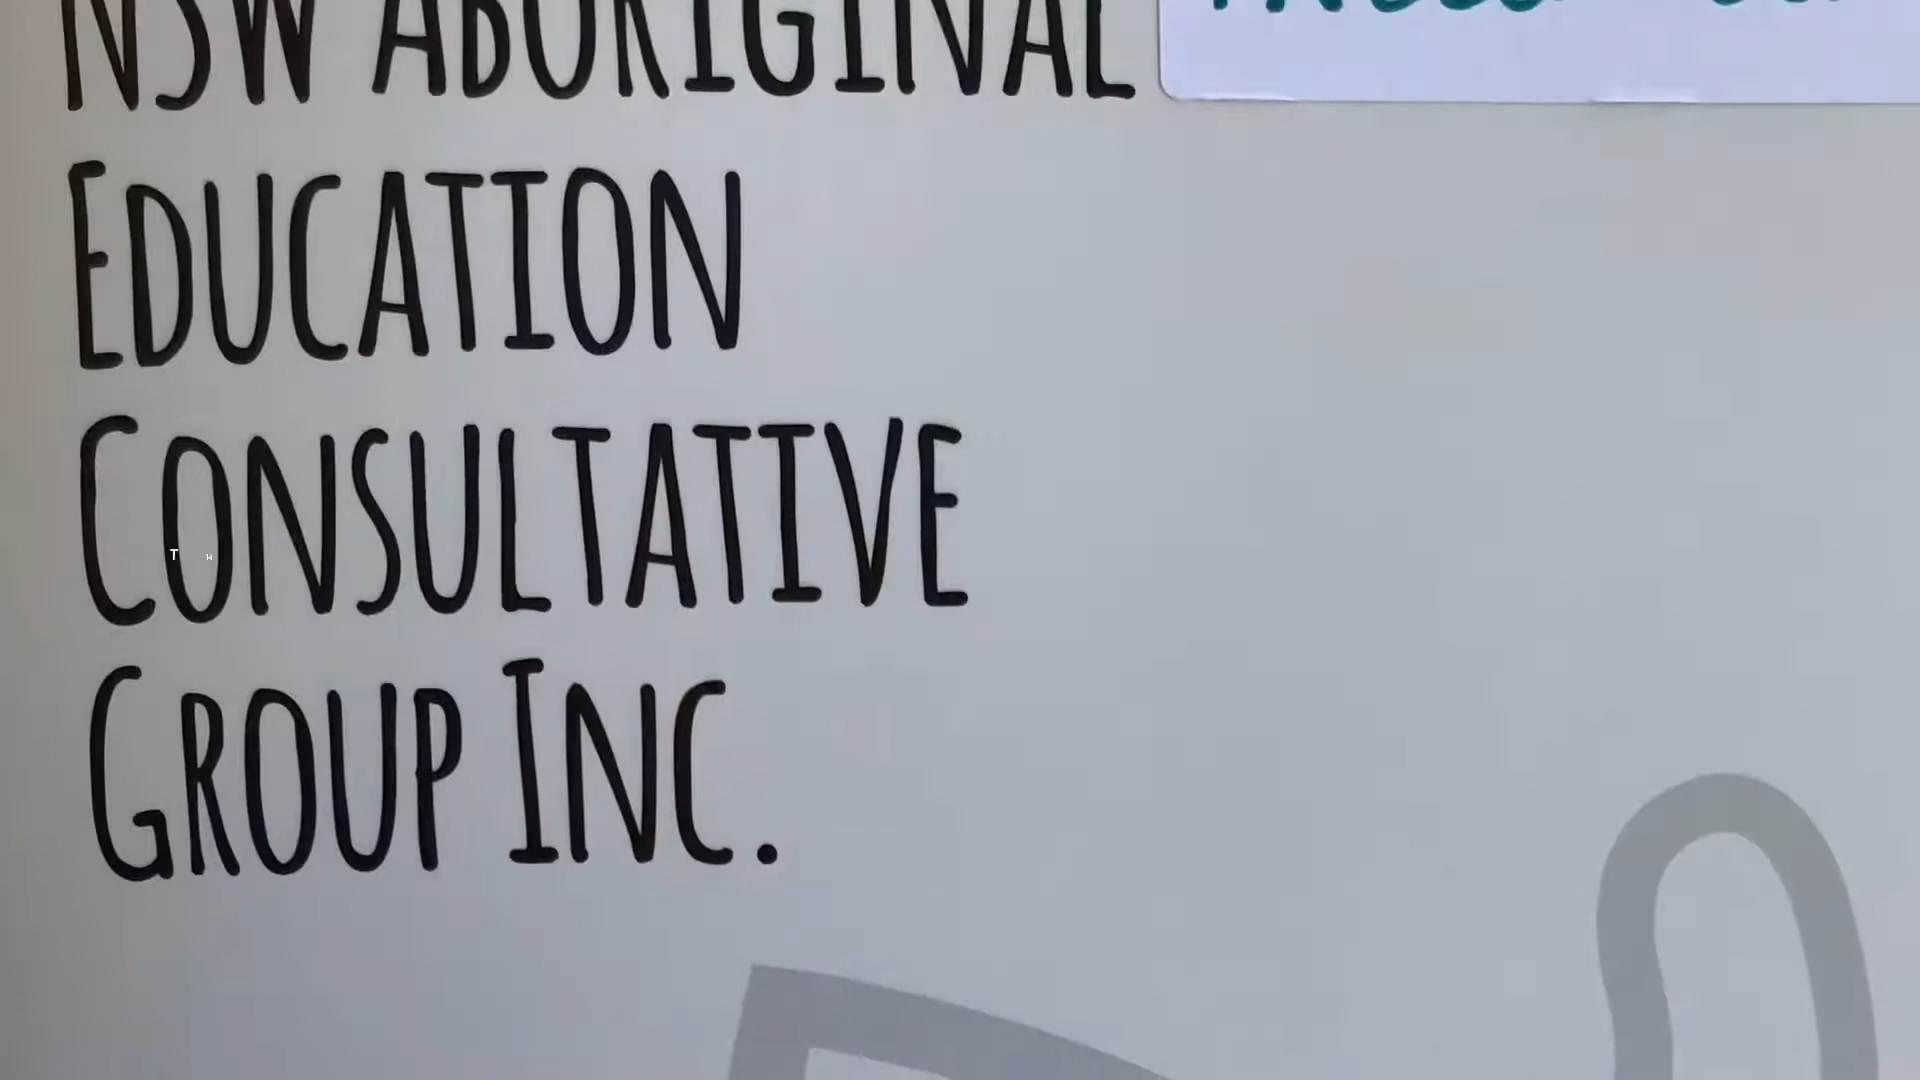 NSW ABORIGINAL
EDUCATION
CONSULTATIVE
GROUP INC.